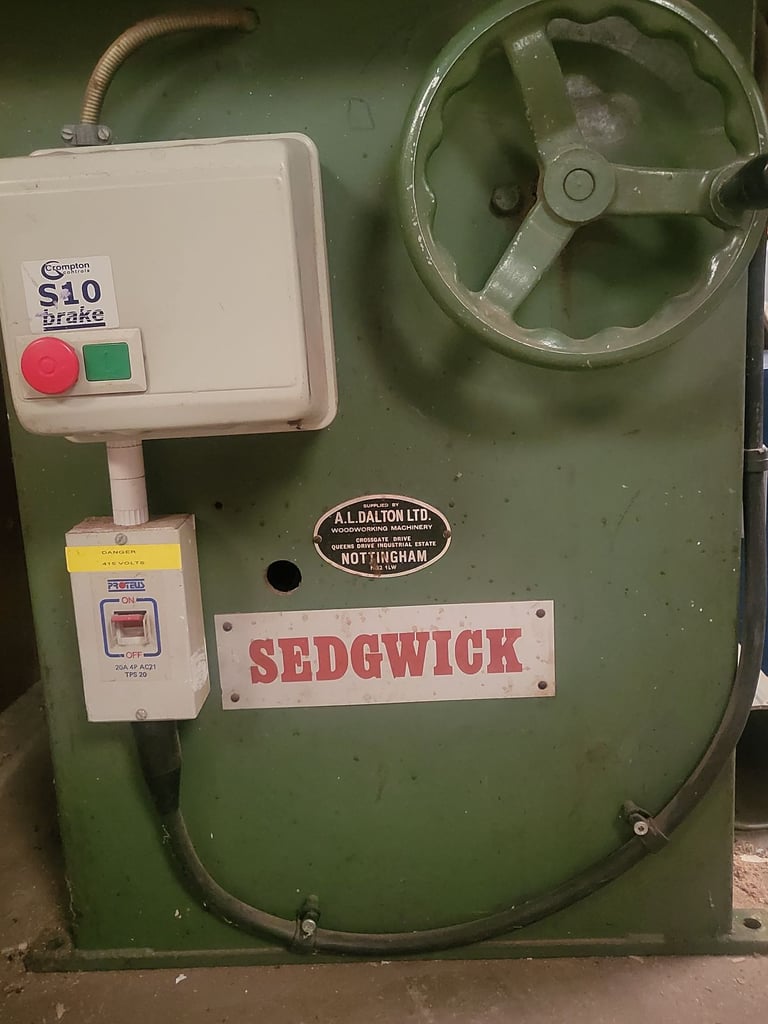 Crompton
controls
S10
brake
SUPPLIED BY
A.L.DALTON LTD.
WOODWORKING MACHINERY
CROSSGATE DRIVE
QUEENS DRIVE INDUSTRIAL ESTATE
NOTTINGHAM
1LW
DANGER
415 VOLTS
PROTEUS
ON
OFF
20A 4P AC21
TPS 20
SEDGWICK